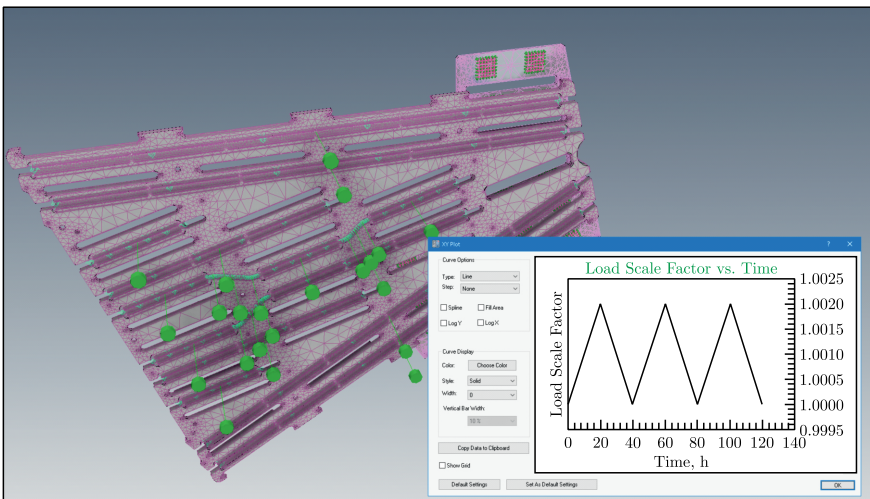 XY Plot
? ×
Curve Options
Type: Line
Step: None
Spline Fill Area
Log Y Log X
Curve Display
Color: Choose Color
Style: Solid
Width: 0
Vertical Bar Width:
10 %
Copy Data to Clipboard
Show Grid
Default Settings Set As Default Settings OK
Load Scale Factor vs. Time
Load Scale Factor
1.0025
1.0020
1.0015
1.0010
1.0005
1.0000
0.9995
0 20 40 60 80 100 120 140
Time, h